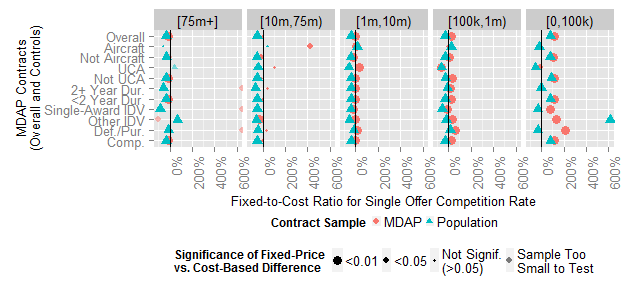 [75m+] [10m,75m) [1m,10m) [100k,1m) [0,100k)
MDAP Contracts
(Overall and Controls)
Overall
Aircraft
Not Aircraft
UCA
Not UCA
2+ Year Dur.
<2 Year Dur.
Single-Award IDV
Other IDV
Def./Pur.
Comp.
0% 200% 400% 600% 0% 200% 400% 600% 0% 200% 400% 600% 0% 200% 400% 600% 0% 200% 400% 600%
Fixed-to-Cost Ratio for Single Offer Competition Rate
Contract Sample MDAP Population
Significance of Fixed-Price
vs. Cost-Based Difference
<0.01
<0.05
Not Signif.
(>0.05)
Sample Too
Small to Test